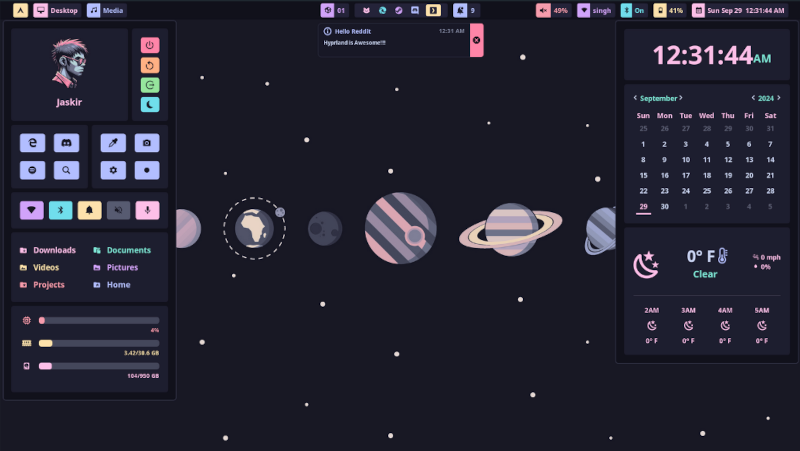 Desktop
Media
01
9
49%
singh
On
41%
Sun Sep 29 12:31:44 AM
Jaskir
Downloads
Documents
Videos
Pictures
Projects
Home
4%
3.42/38.6 GB
104/950 GB
Hello Reddit 12:31 AM
Hyprland is Awesome!!!
12:31:44AM
September 2024
Sun Mon Tue Wed Thu Fri Sat
25 26 27 28 29 30 31
1 2 3 4 5 6 7
8 9 10 11 12 13 14
15 16 17 18 19 20 21
22 23 24 25 26 27 28
29 30 1 2 3 4 5
0° F
Clear
0 mph
0%
2AM 3AM 4AM 5AM
0° F 0° F 0° F 0° F